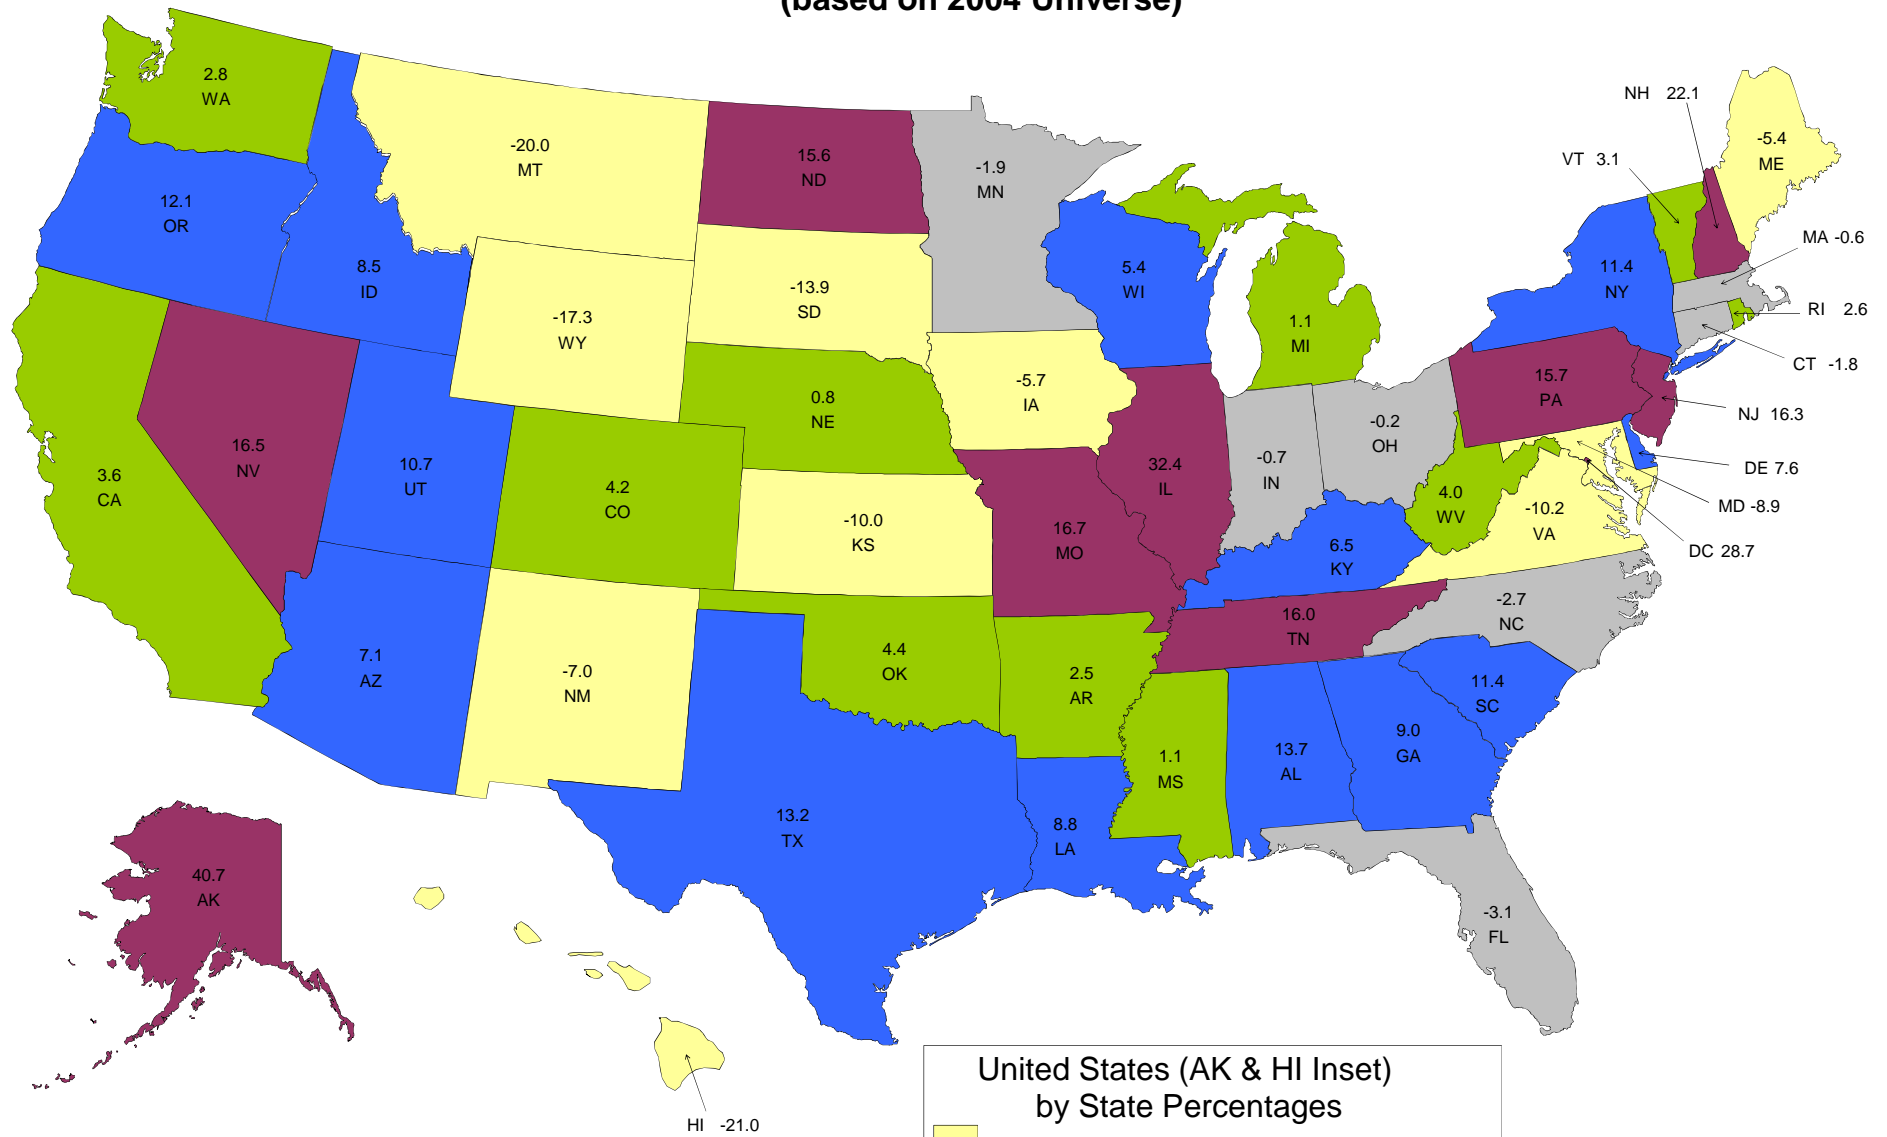 (based on 2004 Universe)
2.8
WA
-20.0
MT
15.6
ND
-1.9
MN
NH 22.1
VT 3.1
-5.4
ME
12.1
OR
8.5
ID
-17.3
WY
-13.9
SD
5.4
WI
1.1
MI
11.4
NY
MA -0.6
RI 2.6
CT -1.8
3.6
CA
16.5
NV
10.7
UT
4.2
CO
0.8
NE
-5.7
IA
32.4
IL
-0.7
IN
-0.2
OH
15.7
PA
NJ 16.3
DE 7.6
MD -8.9
DC 28.7
-10.0
KS
16.7
MO
6.5
KY
4.0
WV
-10.2
VA
7.1
AZ
-7.0
NM
4.4
OK
2.5
AR
16.0
TN
-2.7
NC
13.2
TX
8.8
LA
1.1
MS
13.7
AL
9.0
GA
11.4
SC
-3.1
FL
40.7
AK
HI -21.0
United States (AK & HI Inset)
by State Percentages